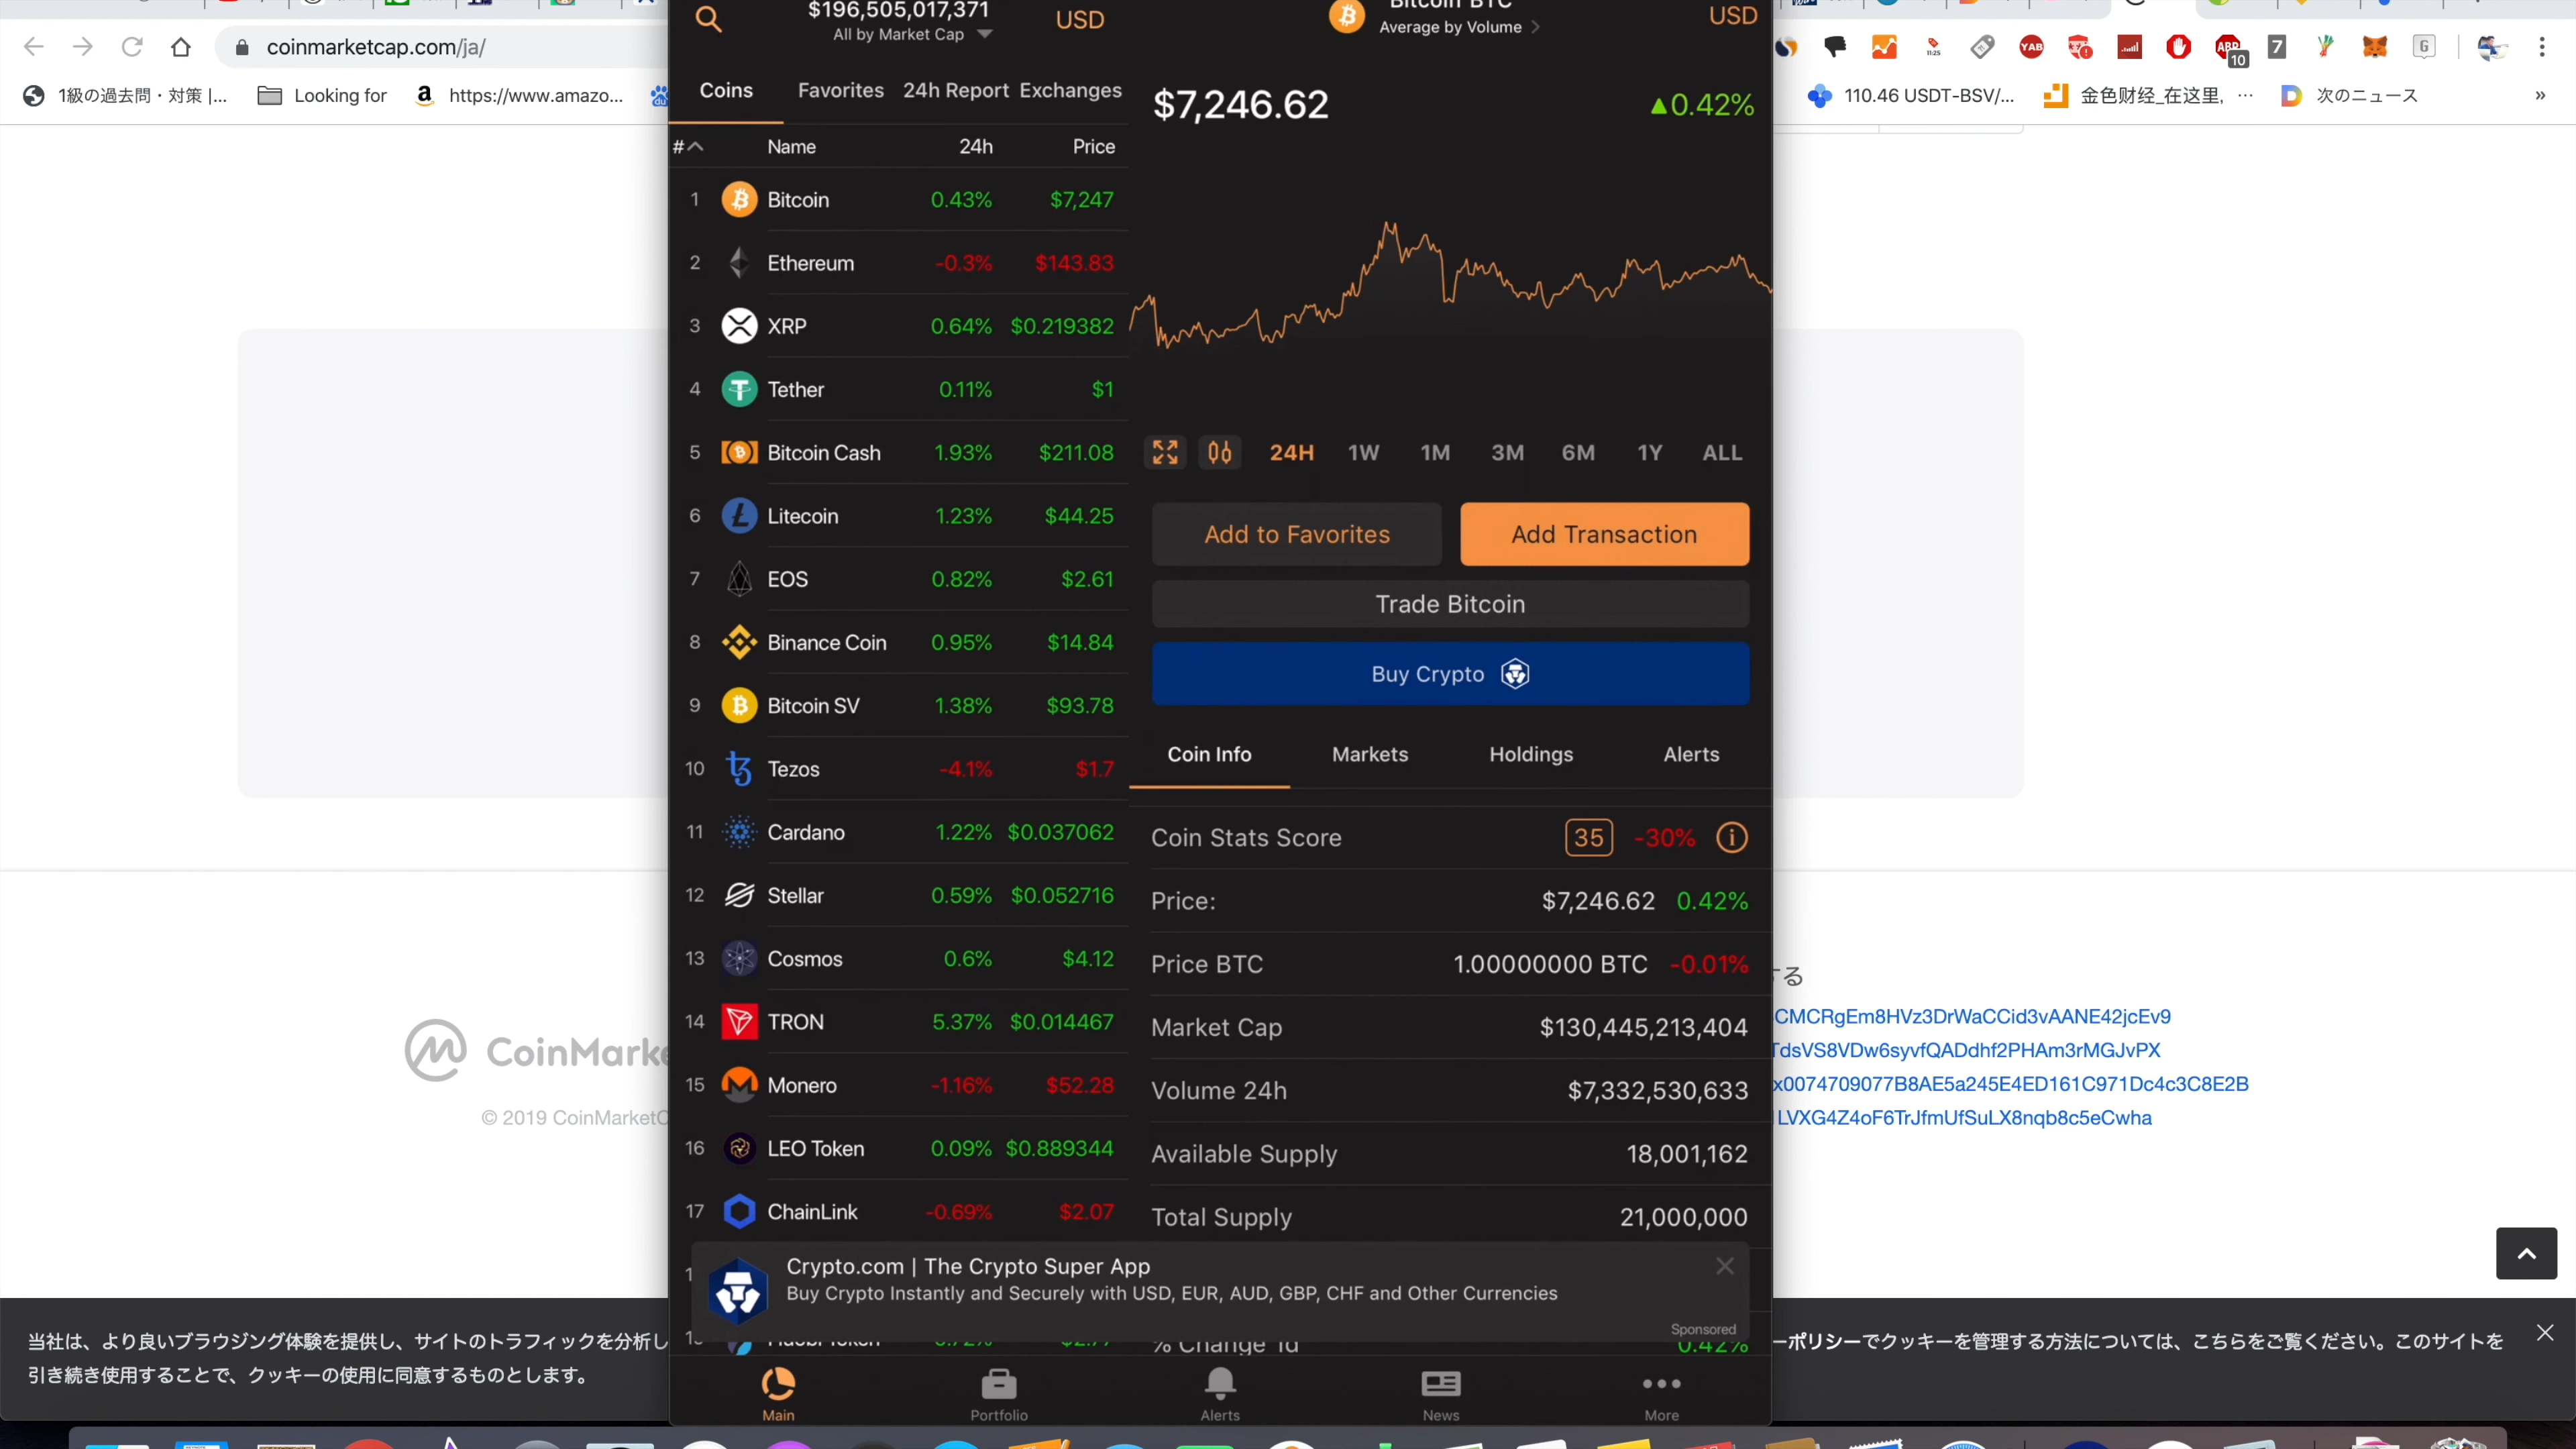 coinmarketcap.com/ja/
1級の過去問・対策 |...
Looking for
https://www.amazo...
110.46 USDT-BSV/...
金色财经_在这里, ...
次のニュース
»
11:25
YAB
ABP
10
7
G
$196,505,017,371
All by Market Cap
USD
Coins
Favorites
24h Report
Exchanges
# Name 24h Price
1 Bitcoin 0.43% $7,247
2 Ethereum -0.3% $143.83
3 XRP 0.64% $0.219382
4 Tether 0.11% $1
5 Bitcoin Cash 1.93% $211.08
6 Litecoin 1.23% $44.25
7 EOS 0.82% $2.61
8 Binance Coin 0.95% $14.84
9 Bitcoin SV 1.38% $93.78
10 Tezos -4.1% $1.7
11 Cardano 1.22% $0.037062
12 Stellar 0.59% $0.052716
13 Cosmos 0.6% $4.12
14 TRON 5.37% $0.014467
15 Monero -1.16% $52.28
16 LEO Token 0.09% $0.889344
17 ChainLink -0.69% $2.07
Bitcoin BTC
Average by Volume
USD
$7,246.62
▲0.42%
24H 1W 1M 3M 6M 1Y ALL
Add to Favorites
Add Transaction
Trade Bitcoin
Buy Crypto
Coin Info
Markets
Holdings
Alerts
Coin Stats Score 35 -30%
Price: $7,246.62 0.42%
Price BTC 1.00000000 BTC -0.01%
Market Cap $130,445,213,404
Volume 24h $7,332,530,633
Available Supply 18,001,162
Total Supply 21,000,000
% Change 1d 0.42%
Crypto.com | The Crypto Super App
Buy Crypto Instantly and Securely with USD, EUR, AUD, GBP, CHF and Other Currencies
Sponsored
Main
Portfolio
Alerts
News
More
CoinMarke
© 2019 CoinMarketC
する
CMCRgEm8HVz3DrWaCCid3vAANE42jcEv9
TdsVS8VDw6syvfQADdhf2PHAm3rMGJvPX
x0074709077B8AE5a245E4ED161C971Dc4c3C8E2B
LVXG4Z4oF6TrJfmUfSuLX8nqb8c5eCwha
当社は、より良いブラウジング体験を提供し、サイトのトラフィックを分析し
ーポリシーでクッキーを管理する方法については、こちらをご覧ください。このサイトを
引き続き使用することで、クッキーの使用に同意するものとします。